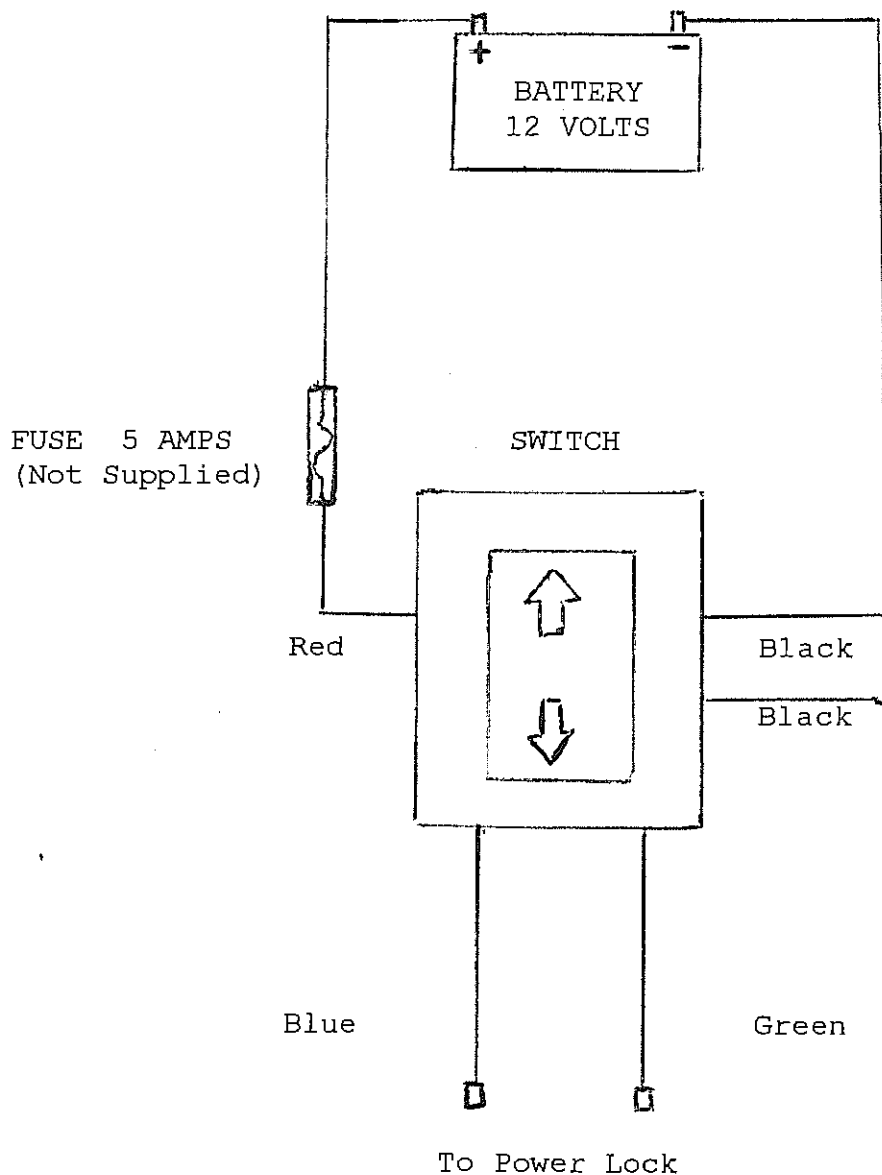 + -
BATTERY
12 VOLTS
FUSE 5 AMPS
(Not Supplied)
SWITCH
Red
Black
Black
Blue
Green
To Power Lock